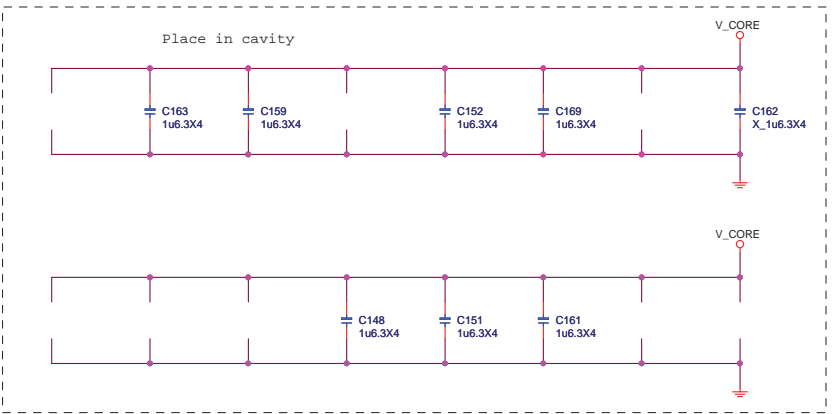 Place in cavity
V_CORE
C163
1u6.3X4
C159
1u6.3X4
C152
1u6.3X4
C169
1u6.3X4
C162
X_1u6.3X4
V_CORE
C148
1u6.3X4
C151
1u6.3X4
C161
1u6.3X4